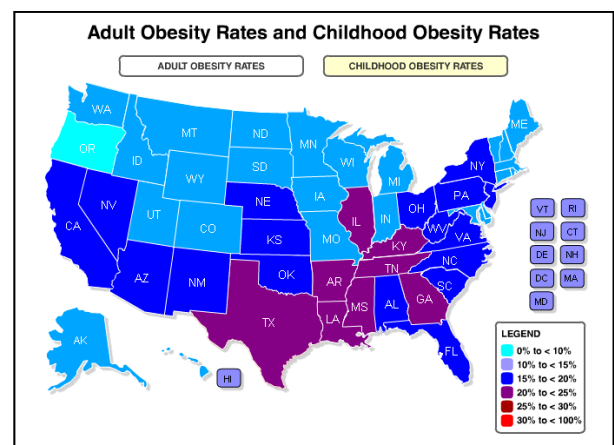 Adult Obesity Rates and Childhood Obesity Rates
ADULT OBESITY RATES
CHILDHOOD OBESITY RATES
WA
MT
ND
MN
ME
OR
ID
SD
WI
MI
NY
WY
IA
PA
NE
OH
NV
UT
CO
IL
IN
WV
VA
CA
KS
MO
KY
NC
TN
AZ
NM
OK
AR
SC
MS
AL
GA
TX
LA
FL
AK
HI
VT
RI
NJ
CT
DE
NH
DC
MA
MD
LEGEND
0% to < 10%
10% to < 15%
15% to < 20%
20% to < 25%
25% to < 30%
30% to < 100%